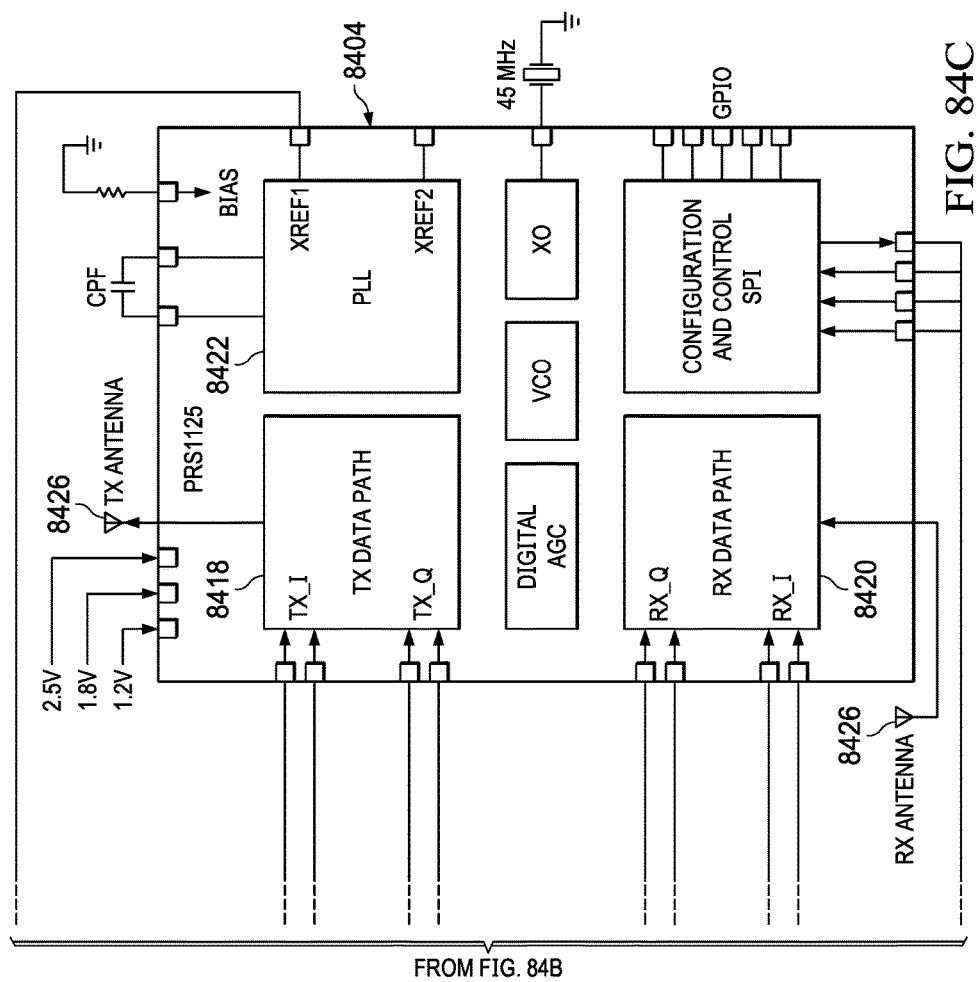 FROM FIG. 84B
2.5V
1.8V
1.2V
8426
TX ANTENNA
CPF
BIAS
8404
PRS1125
8418
TX_I
TX_Q
TX DATA PATH
8422
PLL
XREF1
XREF2
45 MHz
DIGITAL
AGC
VCO
XO
RX_Q
RX_I
RX DATA PATH
8420
CONFIGURATION
AND CONTROL
SPI
GPIO
8426
RX ANTENNA
FIG. 84C